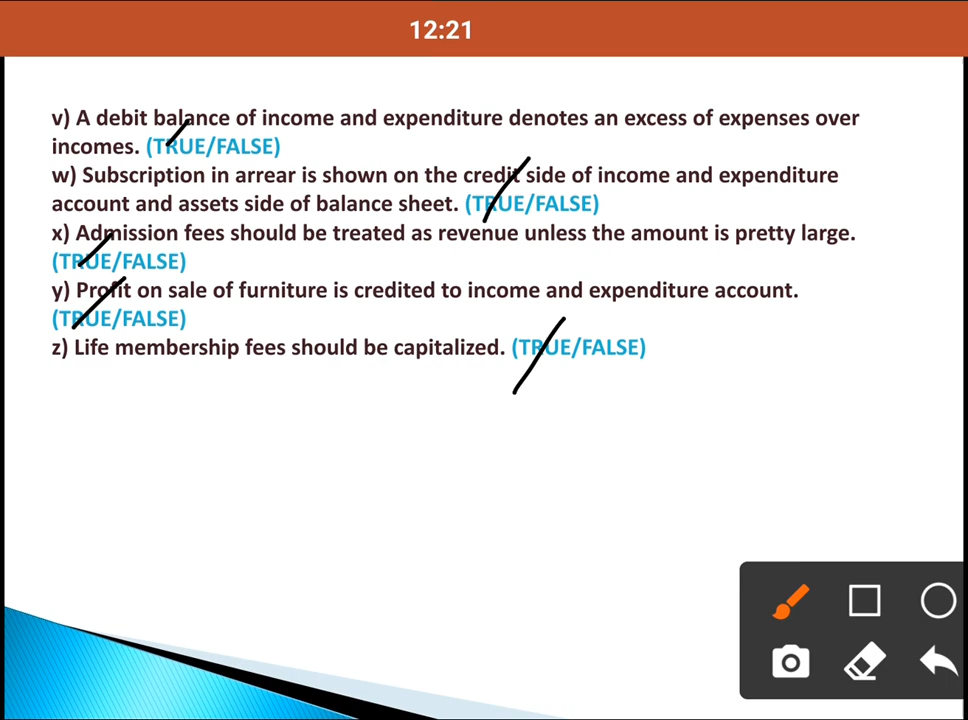 12:21
v) A debit balance of income and expenditure denotes an excess of expenses over
incomes. (TRUE/FALSE)
w) Subscription in arrear is shown on the credit side of income and expenditure
account and assets side of balance sheet. (TRUE/FALSE)
x) Admission fees should be treated as revenue unless the amount is pretty large.
(TRUE/FALSE)
y) Profit on sale of furniture is credited to income and expenditure account.
(TRUE/FALSE)
z) Life membership fees should be capitalized. (TRUE/FALSE)